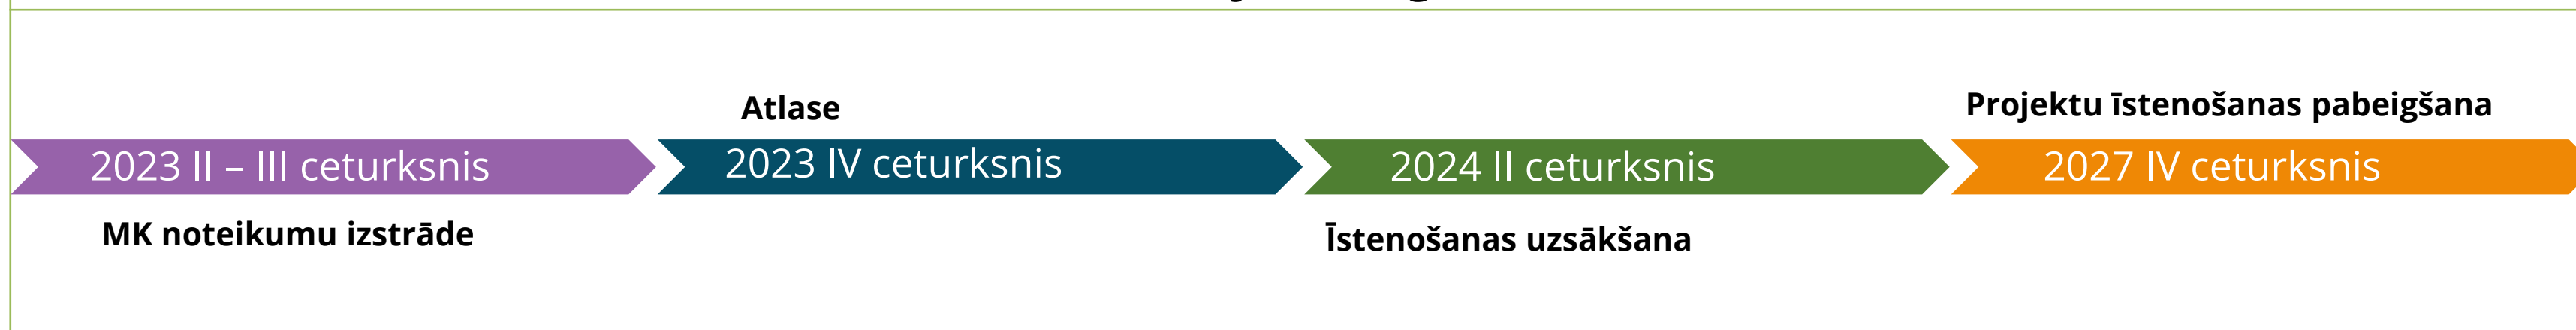 Atlase
Projektu īstenošanas pabeigšana
2023 II – III ceturksnis
2023 IV ceturksnis
2024 II ceturksnis
2027 IV ceturksnis
MK noteikumu izstrāde
Īstenošanas uzsākšana